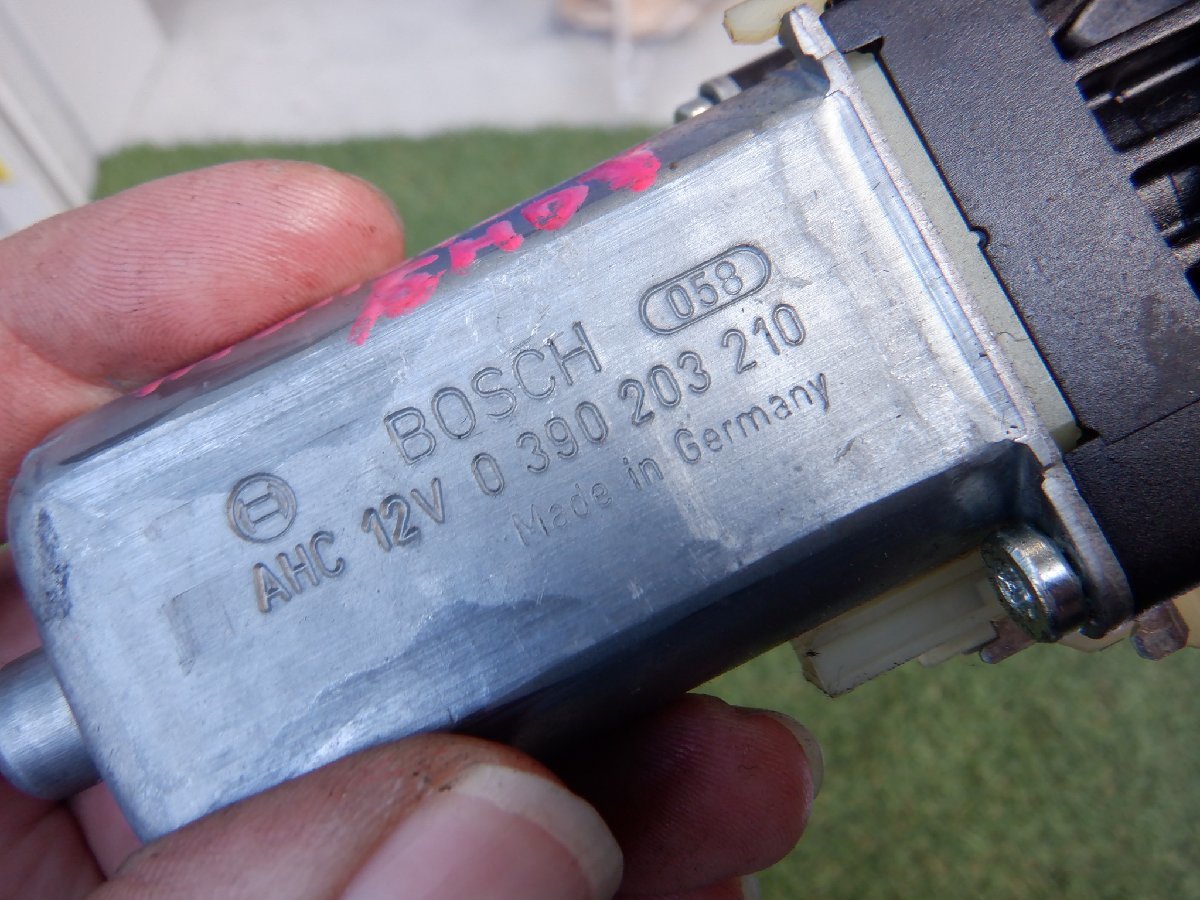 BOSCH 058
AHC 12V 0 390 203 210
Made in Germany